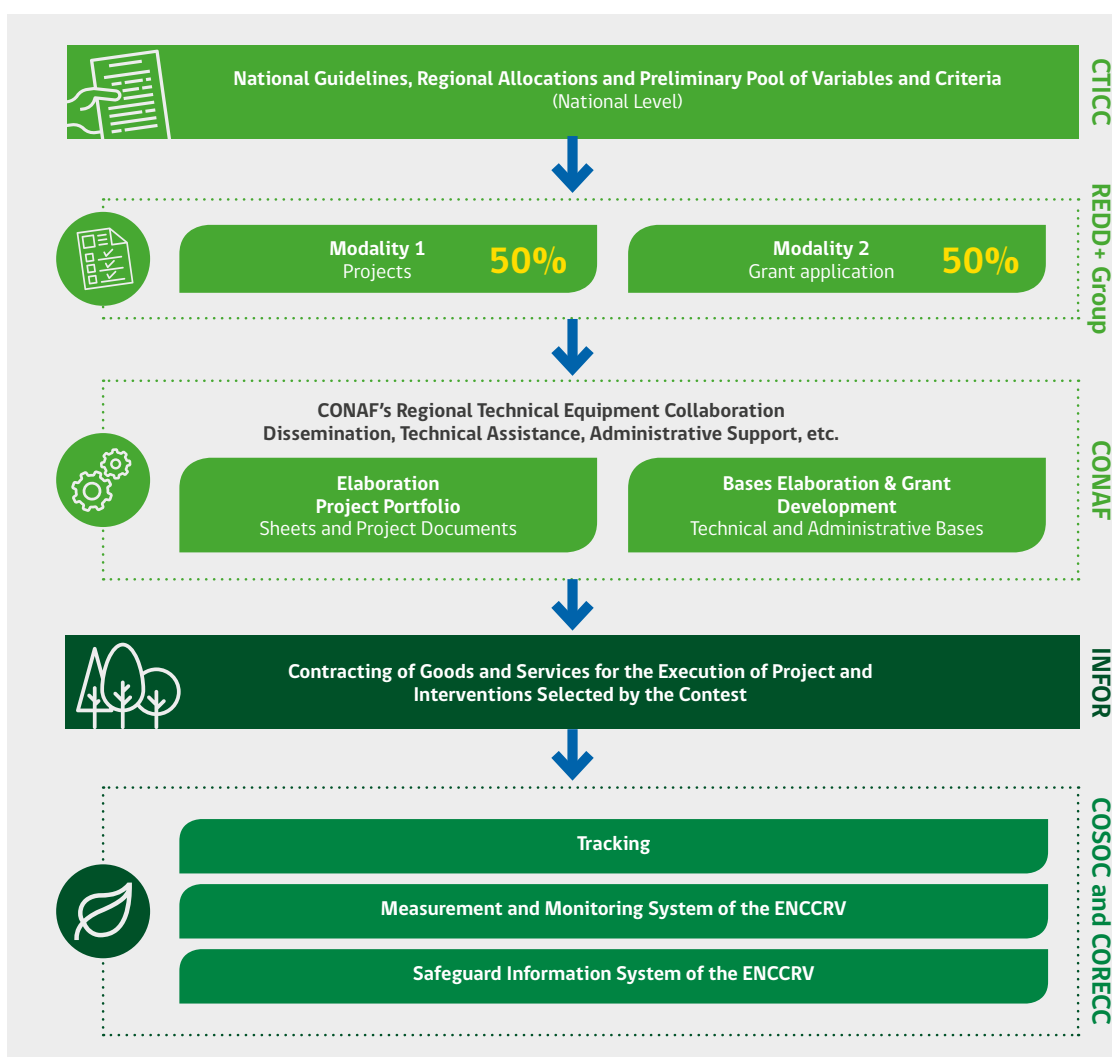 National Guidelines, Regional Allocations and Preliminary Pool of Variables and Criteria
(National Level)
CTICC
Modality 1
Projects
50%
Modality 2
Grant application
50%
REDD+ Group
CONAF's Regional Technical Equipment Collaboration
Dissemination, Technical Assistance, Administrative Support, etc.
Elaboration
Project Portfolio
Sheets and Project Documents
Bases Elaboration & Grant
Development
Technical and Administrative Bases
CONAF
Contracting of Goods and Services for the Execution of Project and
Interventions Selected by the Contest
INFOR
Tracking
Measurement and Monitoring System of the ENCCRV
Safeguard Information System of the ENCCRV
COSOC and CORECC